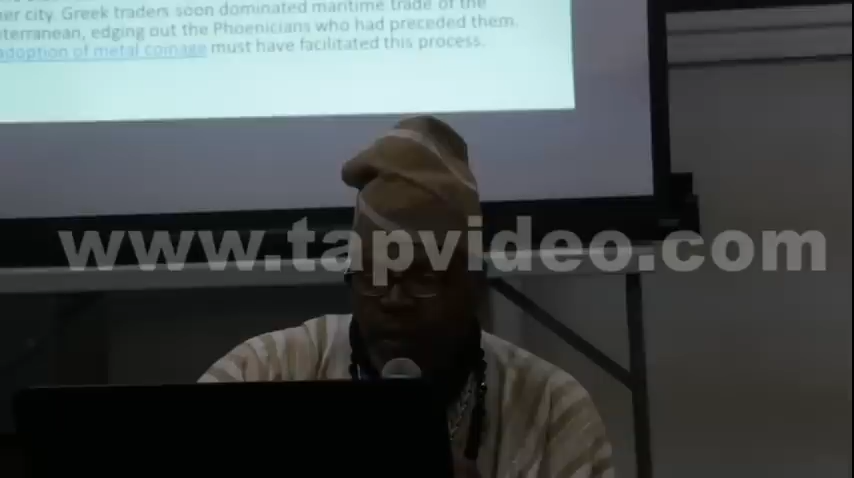 er city. Greek traders soon dominated maritime trade of the
iterranean, edging out the Phoenicians who had preceded them.
adoption of metal coinage must have facilitated this process.
www.tapvideo.com